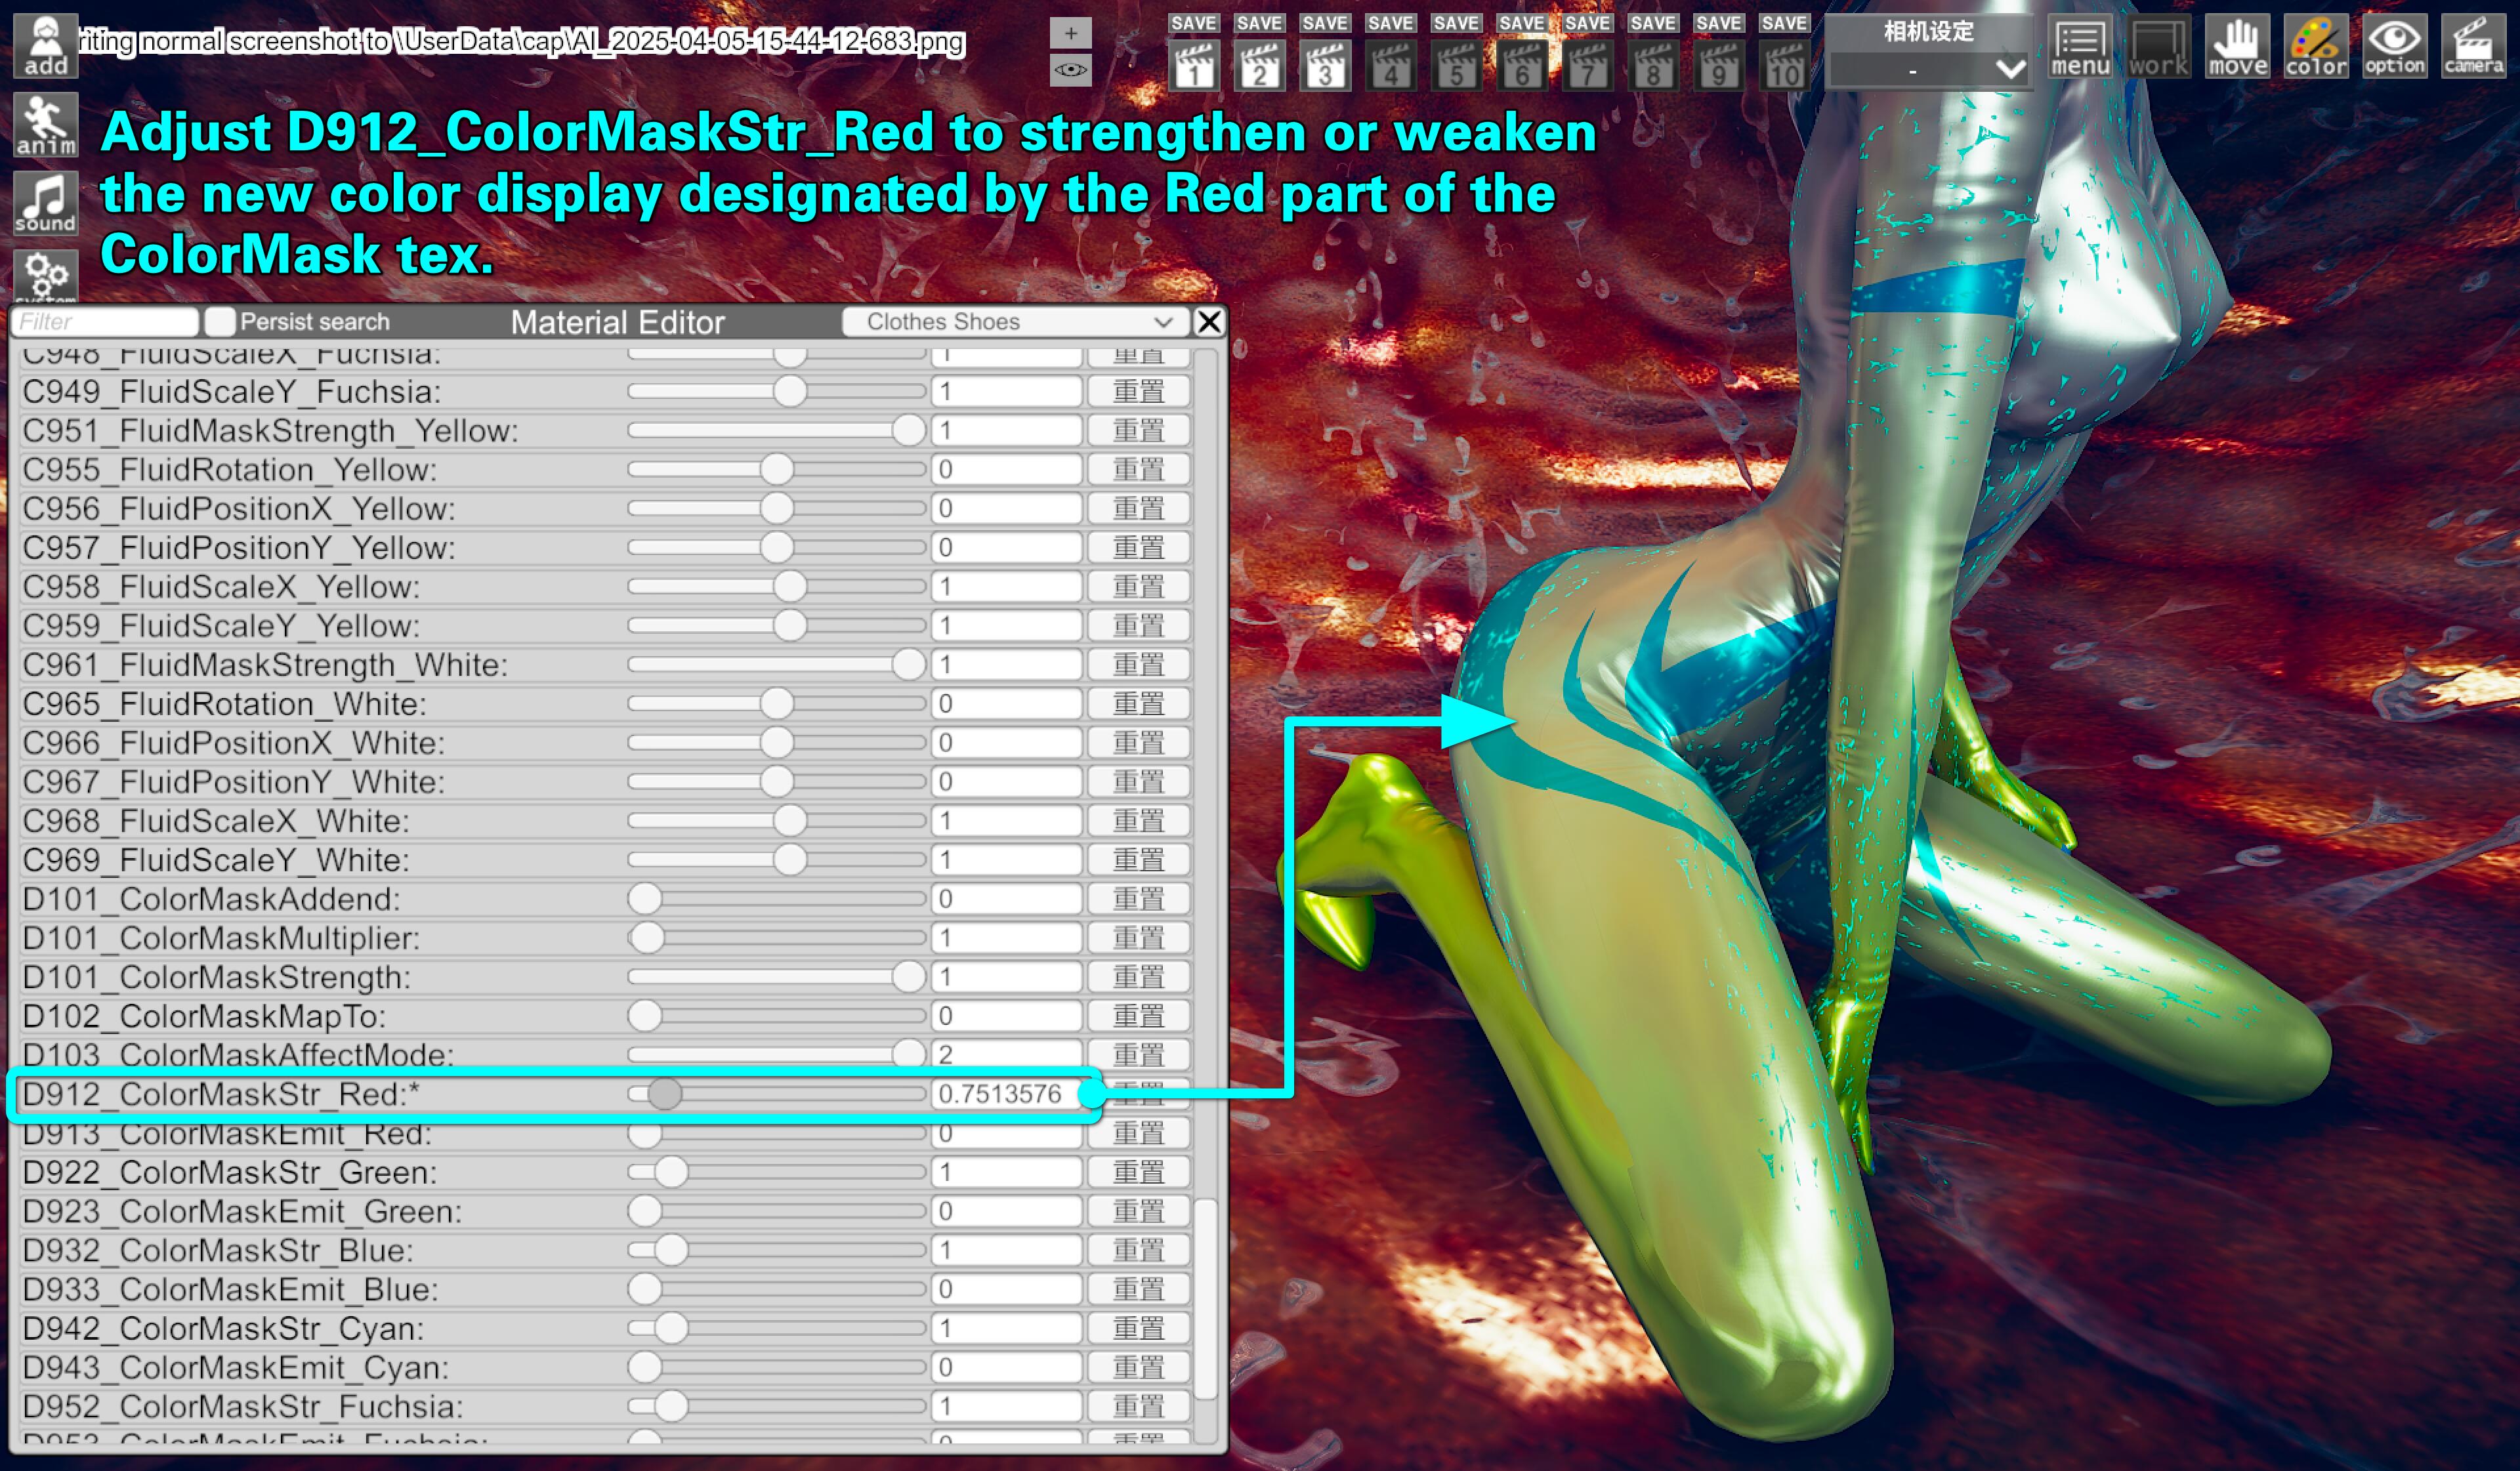 add
riting normal screenshot to \UserData\cap\AI_2025-04-05-15-44-12-683.png
+
SAVE SAVE SAVE SAVE SAVE SAVE SAVE SAVE SAVE SAVE
1 2 3 4 5 6 7 8 9 10
相机设定
-
menu work move color option camera
anim
sound
system
Adjust D912_ColorMaskStr_Red to strengthen or weaken
the new color display designated by the Red part of the
ColorMask tex.
Filter Persist search Material Editor Clothes Shoes
C948_FluidScaleX_Fuchsia: 1 重置
C949_FluidScaleY_Fuchsia: 1 重置
C951_FluidMaskStrength_Yellow: 1 重置
C955_FluidRotation_Yellow: 0 重置
C956_FluidPositionX_Yellow: 0 重置
C957_FluidPositionY_Yellow: 0 重置
C958_FluidScaleX_Yellow: 1 重置
C959_FluidScaleY_Yellow: 1 重置
C961_FluidMaskStrength_White: 1 重置
C965_FluidRotation_White: 0 重置
C966_FluidPositionX_White: 0 重置
C967_FluidPositionY_White: 0 重置
C968_FluidScaleX_White: 1 重置
C969_FluidScaleY_White: 1 重置
D101_ColorMaskAddend: 0 重置
D101_ColorMaskMultiplier: 1 重置
D101_ColorMaskStrength: 1 重置
D102_ColorMaskMapTo: 0 重置
D103_ColorMaskAffectMode: 2 重置
D912_ColorMaskStr_Red:* 0.7513576 重置
D913_ColorMaskEmit_Red: 0 重置
D922_ColorMaskStr_Green: 1 重置
D923_ColorMaskEmit_Green: 0 重置
D932_ColorMaskStr_Blue: 1 重置
D933_ColorMaskEmit_Blue: 0 重置
D942_ColorMaskStr_Cyan: 1 重置
D943_ColorMaskEmit_Cyan: 0 重置
D952_ColorMaskStr_Fuchsia: 1 重置
D953_ColorMaskEmit_Fuchsia: 0 重置